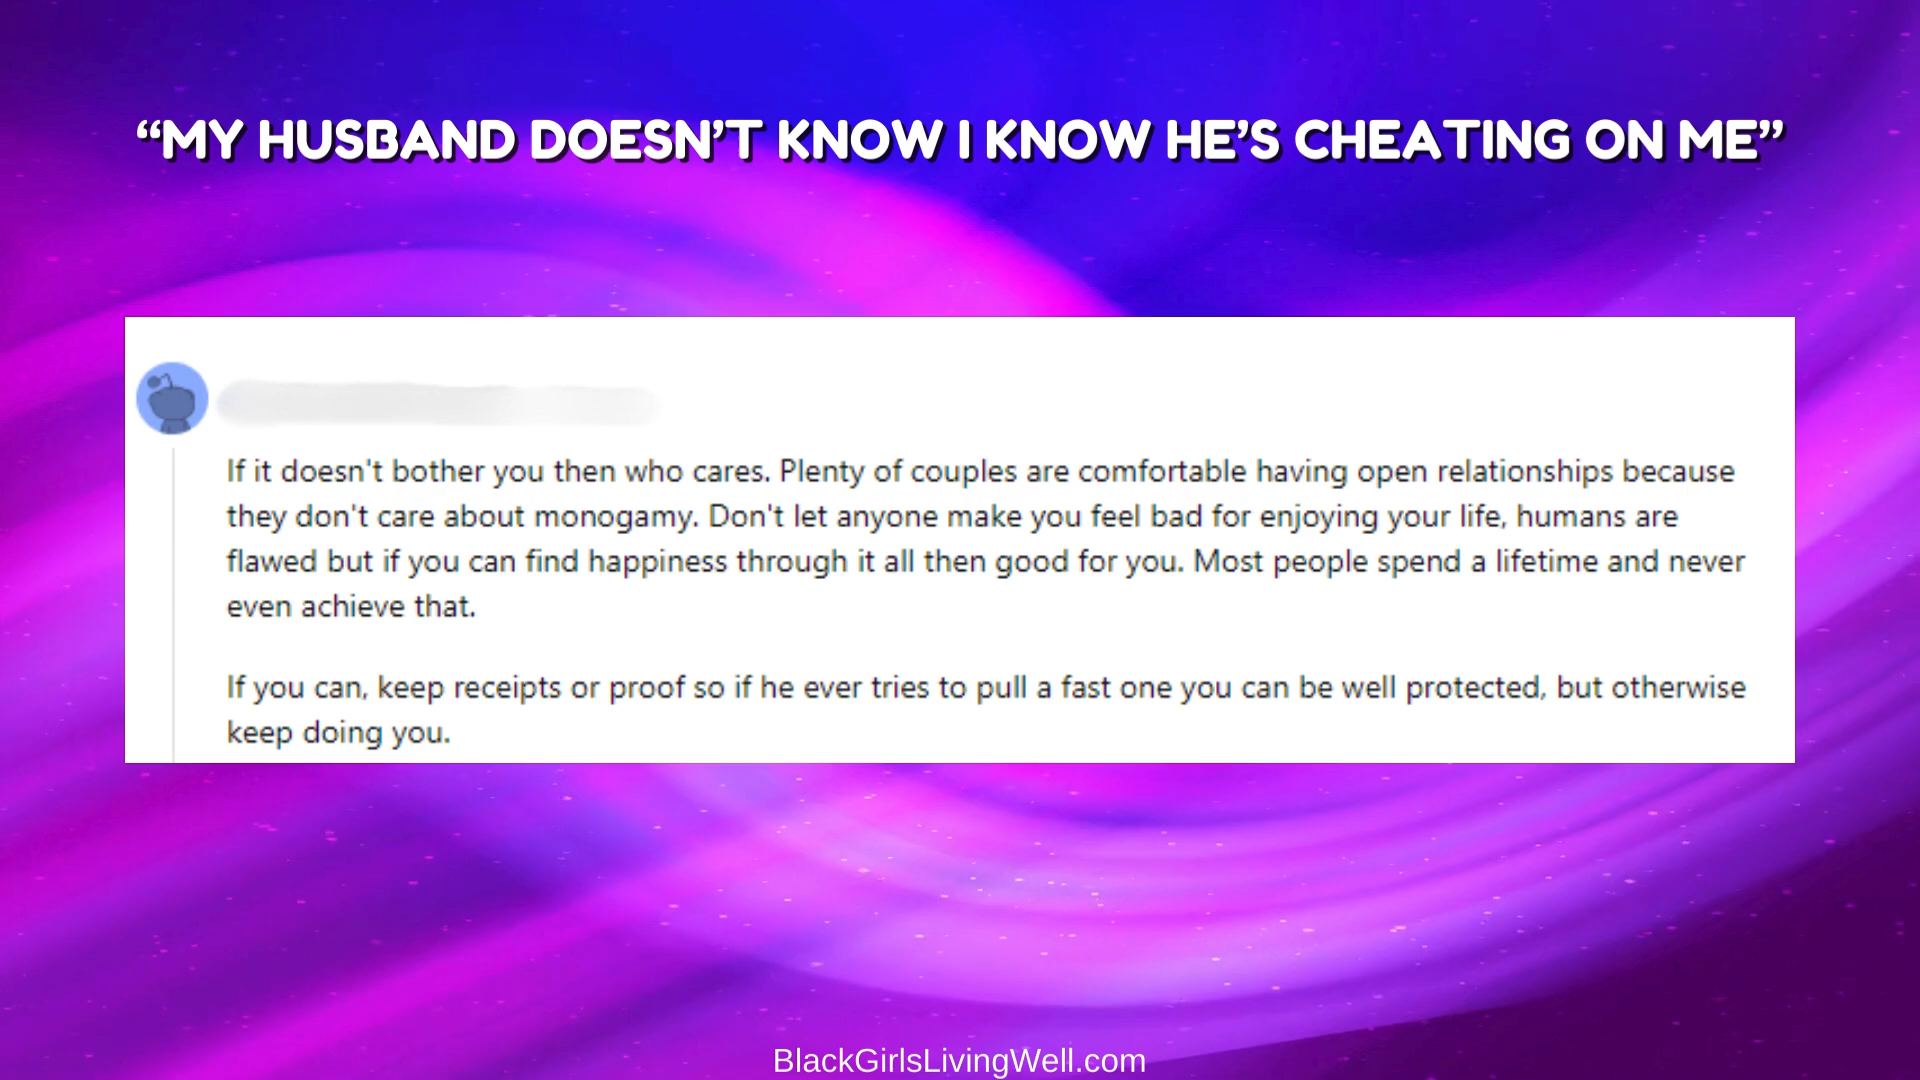 “MY HUSBAND DOESN’T KNOW I KNOW HE’S CHEATING ON ME”
If it doesn't bother you then who cares. Plenty of couples are comfortable having open relationships because
they don't care about monogamy. Don't let anyone make you feel bad for enjoying your life, humans are
flawed but if you can find happiness through it all then good for you. Most people spend a lifetime and never
even achieve that.
If you can, keep receipts or proof so if he ever tries to pull a fast one you can be well protected, but otherwise
keep doing you.
BlackGirlsLivingWell.com